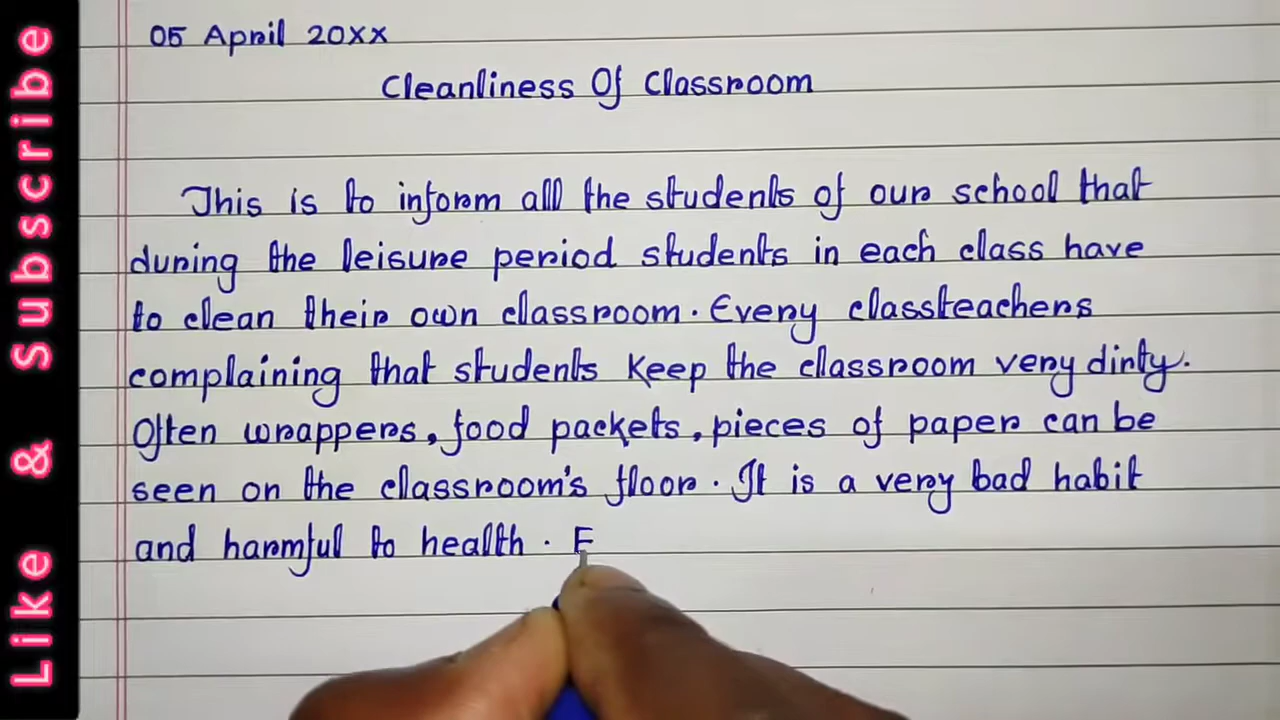 Like & Subscribe
05 April 20xx
Cleanliness Of Classroom
This is to inform all the students of our school that
during the leisure period students in each class have
to clean their own classroom. Every classteachers
complaining that students keep the classroom very dirty.
Often wrappers, food packets, pieces of paper can be
seen on the classroom's floor. It is a very bad habit
and harmful to health. F